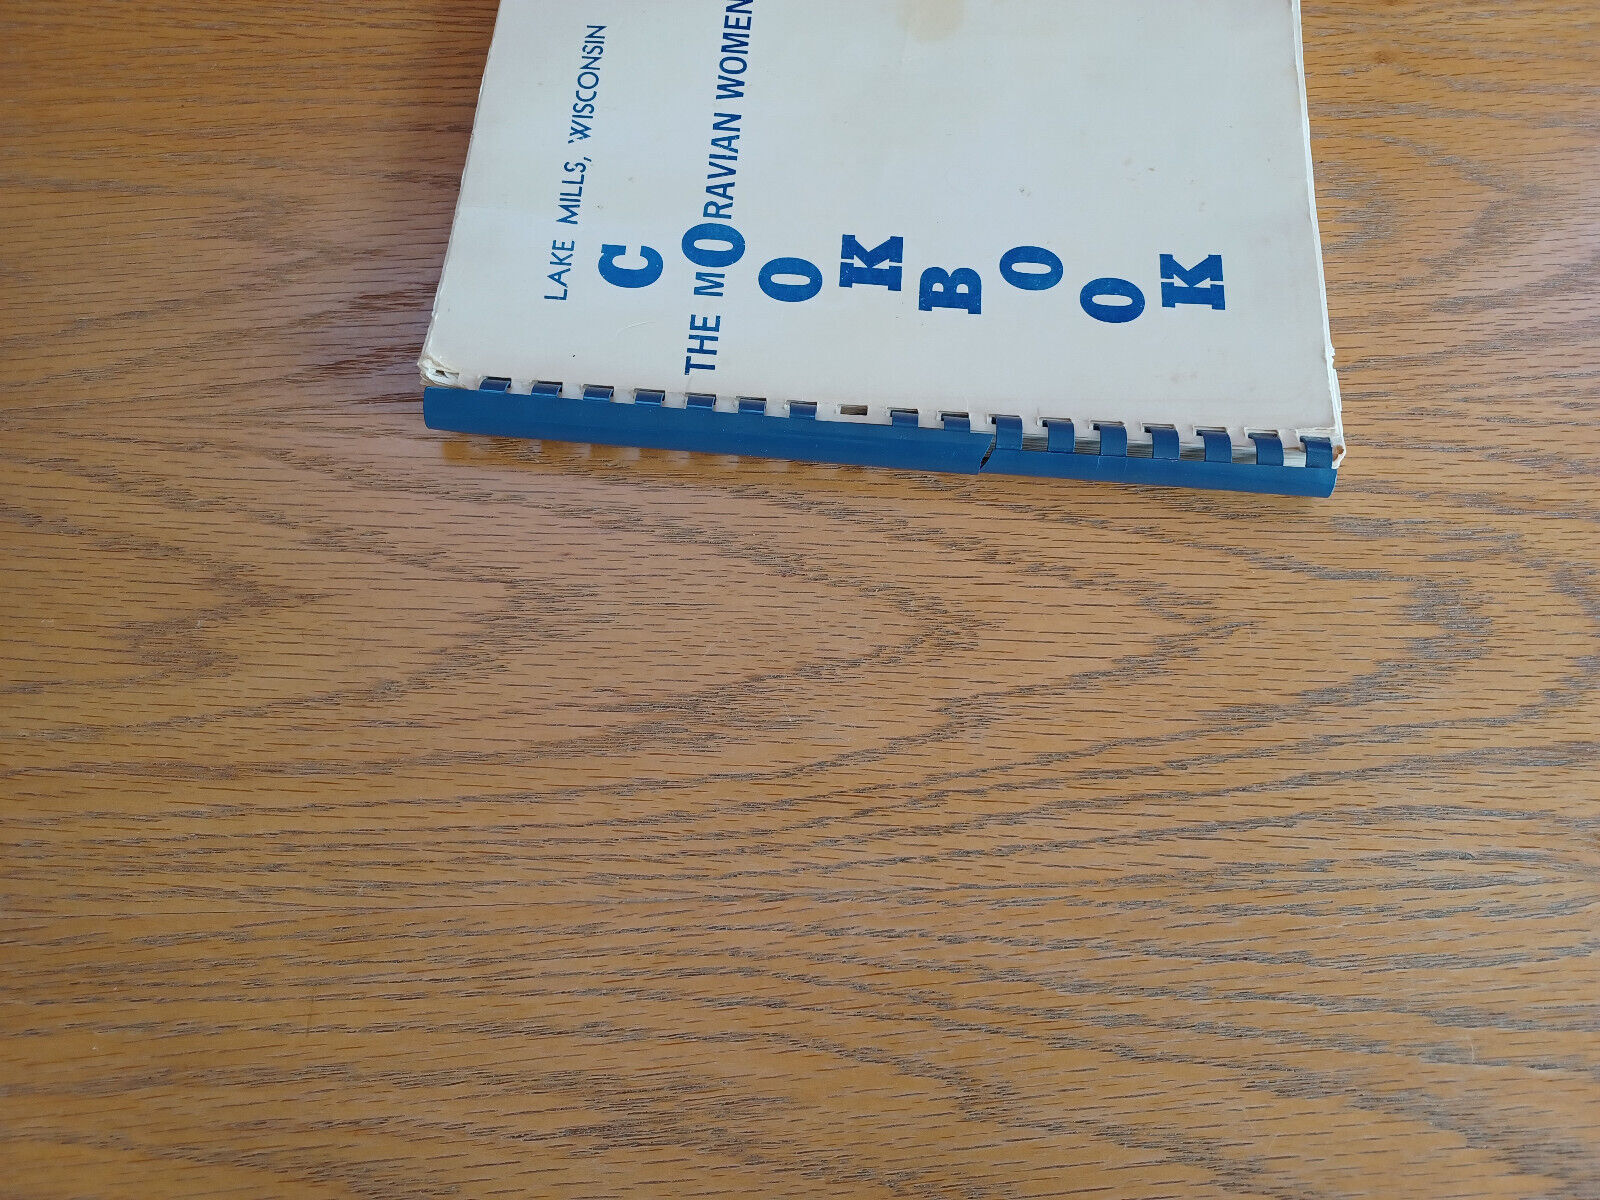 LAKE MILLS, WISCONSIN
THE MORAVIAN WOMEN
COOKBOOK